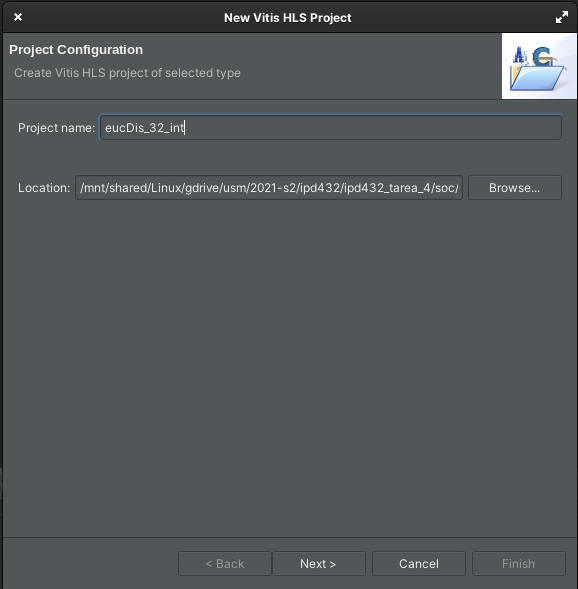 New Vitis HLS Project
Project Configuration
Create Vitis HLS project of selected type
Project name: eucDis_32_int
Location: /mnt/shared/Linux/gdrive/usm/2021-s2/ipd432/ipd432_tarea_4/soc/ Browse...
< Back Next > Cancel Finish